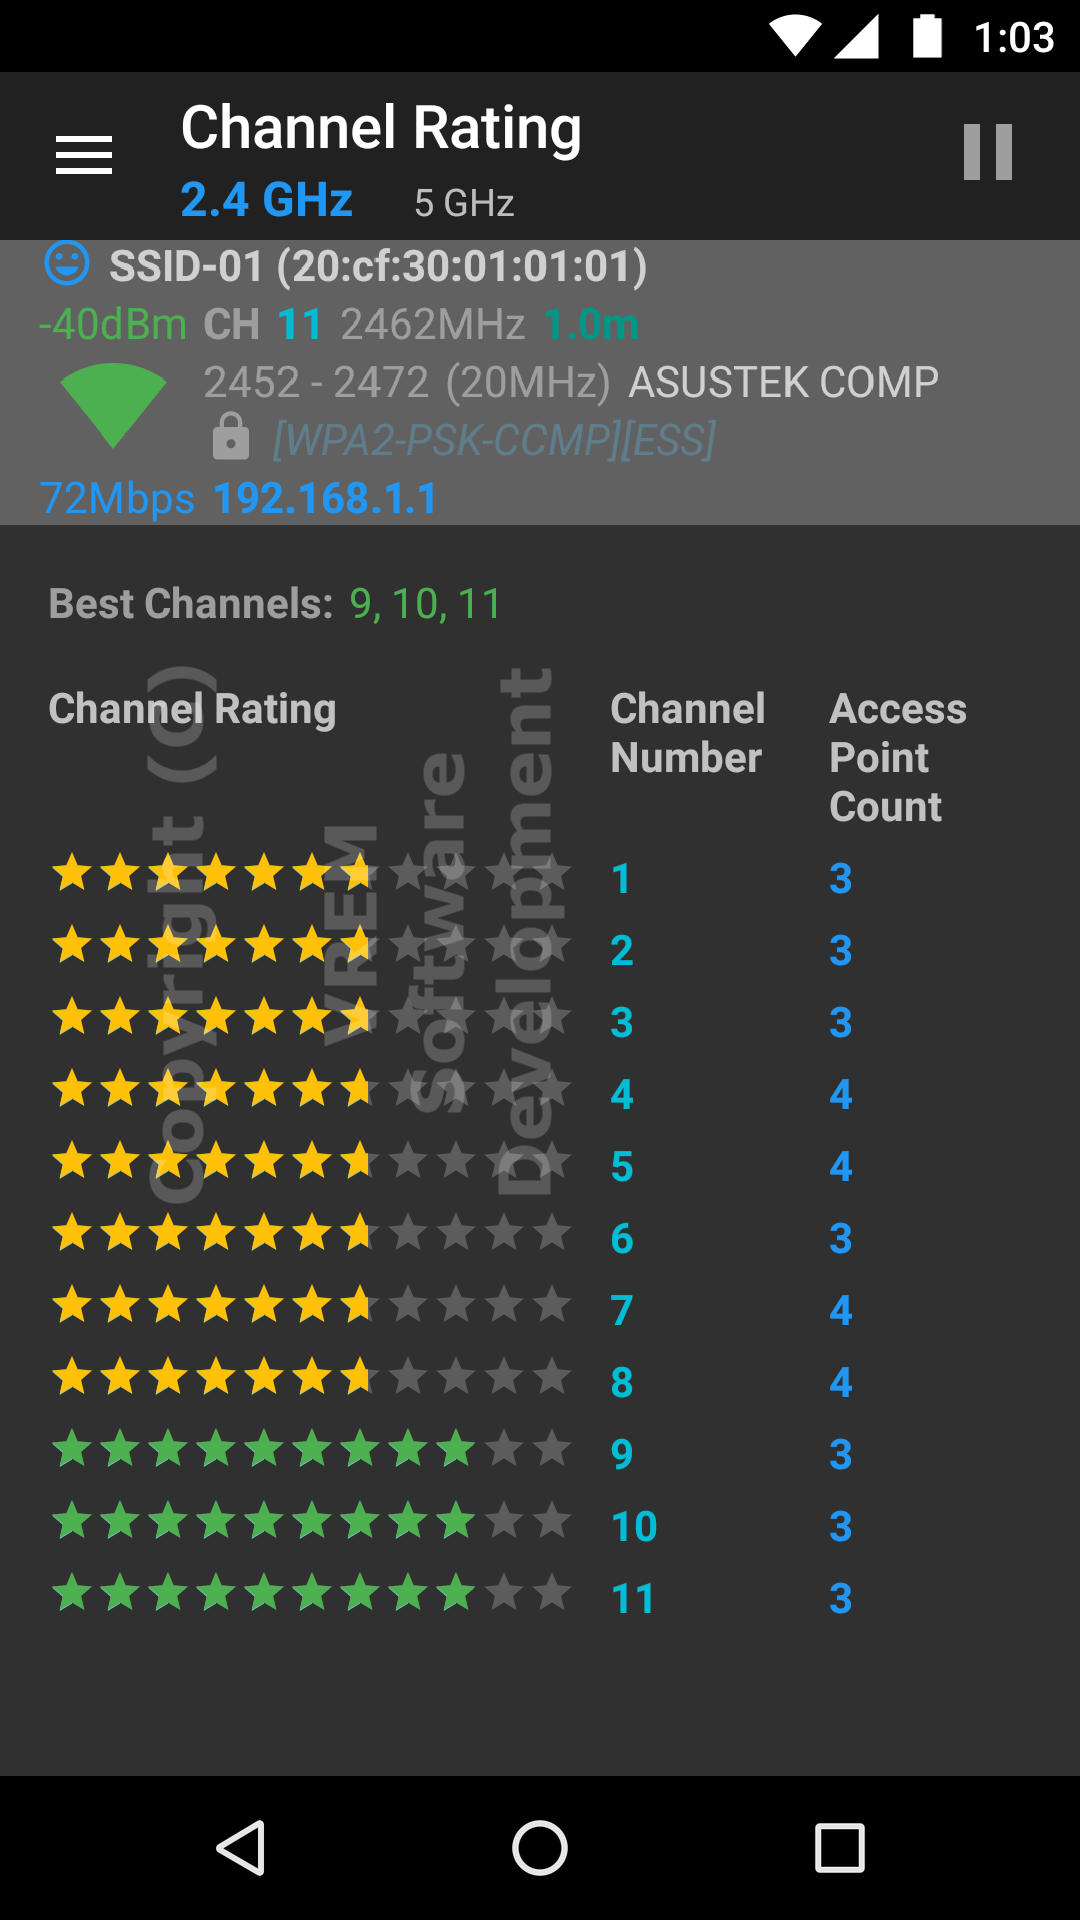 1:03
Channel Rating
2.4 GHz 5 GHz
SSID-01 (20:cf:30:01:01:01)
-40dBm CH 11 2462MHz 1.0m
2452 - 2472 (20MHz) ASUSTEK COMP
[WPA2-PSK-CCMP][ESS]
72Mbps 192.168.1.1
Best Channels: 9, 10, 11
Channel Rating Channel Number Access Point Count
1 3
2 3
3 3
4 4
5 4
6 3
7 4
8 4
9 3
10 3
11 3
Copyright (C)
VREM
Software
Development